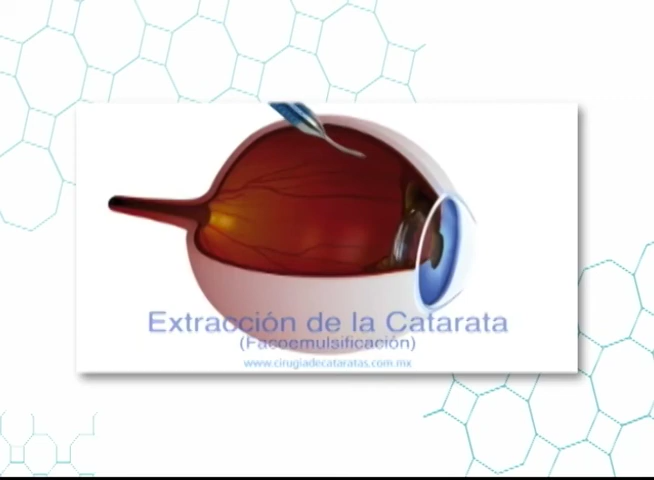 Extracción de la Catarata
(Facoemulsificación)
www.cirugiadecataratas.com.mx